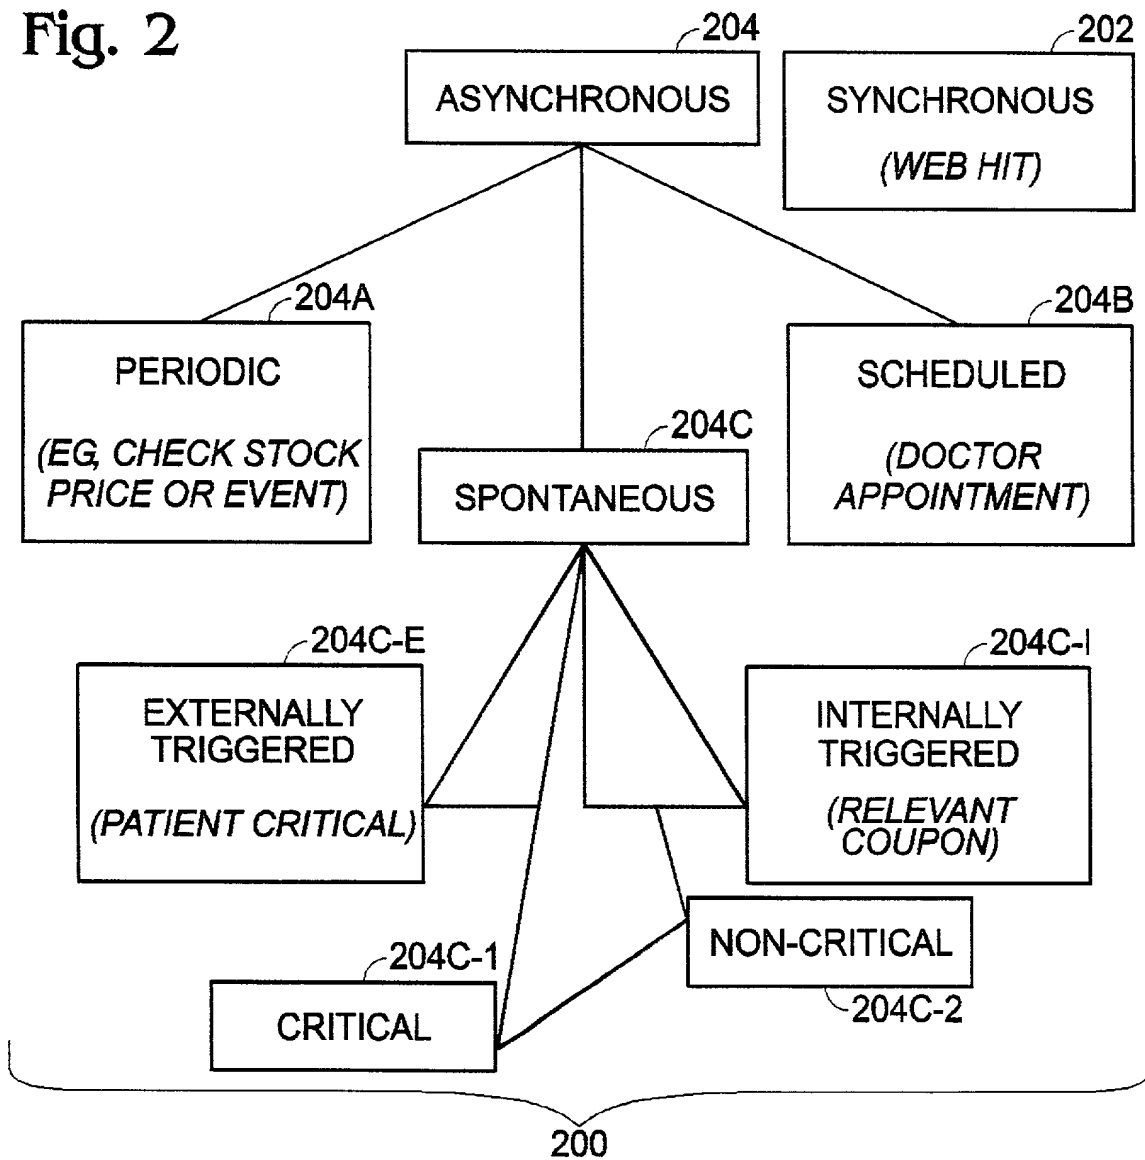 Fig. 2
204
202
ASYNCHRONOUS
SYNCHRONOUS
(WEB HIT)
204A
204B
PERIODIC
(EG, CHECK STOCK
PRICE OR EVENT)
204C
SPONTANEOUS
SCHEDULED
(DOCTOR
APPOINTMENT)
204C-E
204C-I
EXTERNALLY
TRIGGERED
(PATIENT CRITICAL)
INTERNALLY
TRIGGERED
(RELEVANT
COUPON)
204C-1
CRITICAL
NON-CRITICAL
204C-2
200